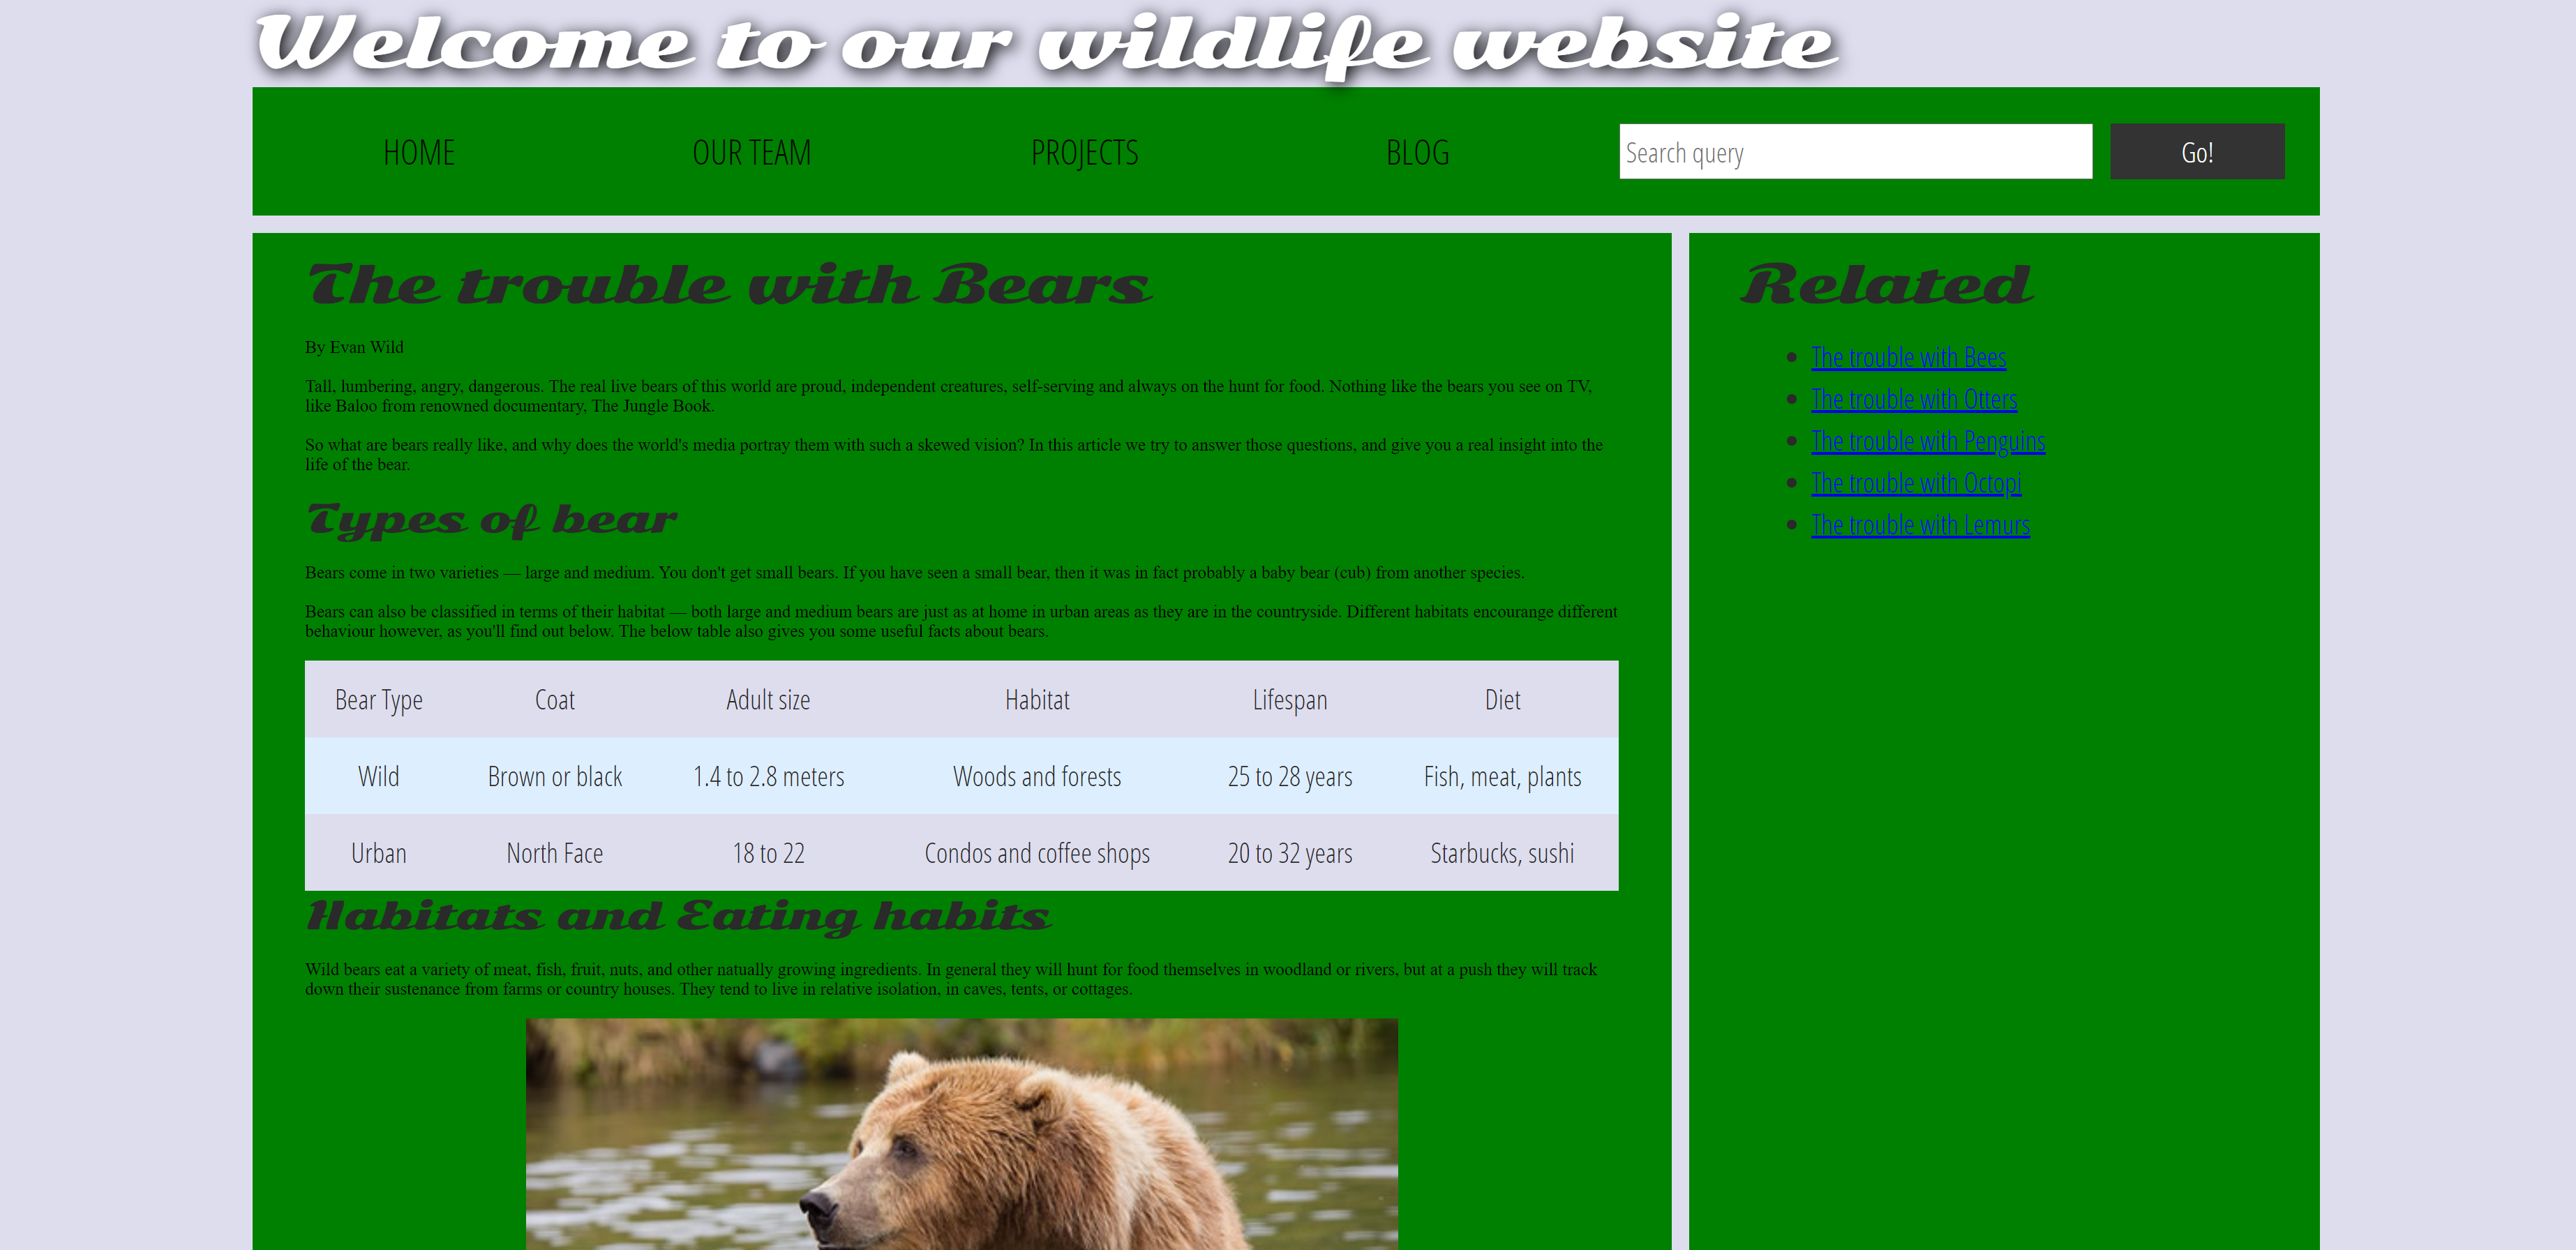 Welcome to our wildlife website
HOME OUR TEAM PROJECTS BLOG Search query Go!
The trouble with Bears
By Evan Wild
Tall, lumbering, angry, dangerous. The real live bears of this world are proud, independent creatures, self-serving and always on the hunt for food. Nothing like the bears you see on TV,
like Baloo from renowned documentary, The Jungle Book.
So what are bears really like, and why does the world's media portray them with such a skewed vision? In this article we try to answer those questions, and give you a real insight into the
life of the bear.
Types of bear
Bears come in two varieties — large and medium. You don't get small bears. If you have seen a small bear, then it was in fact probably a baby bear (cub) from another species.
Bears can also be classified in terms of their habitat — both large and medium bears are just as at home in urban areas as they are in the countryside. Different habitats encourange different
behaviour however, as you'll find out below. The below table also gives you some useful facts about bears.
Bear Type Coat Adult size Habitat Lifespan Diet
Wild Brown or black 1.4 to 2.8 meters Woods and forests 25 to 28 years Fish, meat, plants
Urban North Face 18 to 22 Condos and coffee shops 20 to 32 years Starbucks, sushi
Habitats and Eating habits
Wild bears eat a variety of meat, fish, fruit, nuts, and other natually growing ingredients. In general they will hunt for food themselves in woodland or rivers, but at a push they will track
down their sustenance from farms or country houses. They tend to live in relative isolation, in caves, tents, or cottages.
Related
The trouble with Bees
The trouble with Otters
The trouble with Penguins
The trouble with Octopi
The trouble with Lemurs